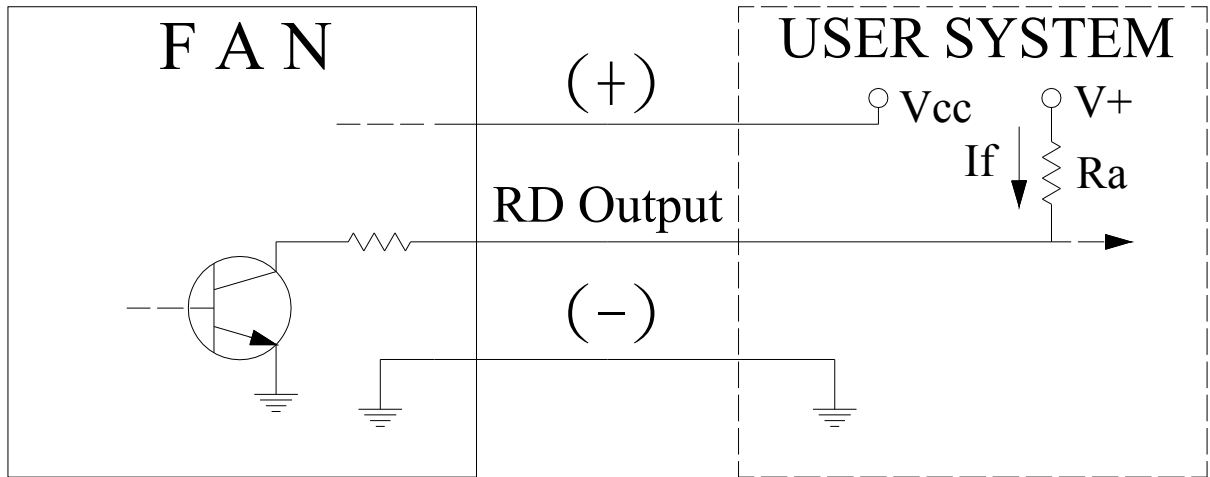 F A N
USER SYSTEM
(+)
Vcc
V+
If
Ra
RD Output
(-)